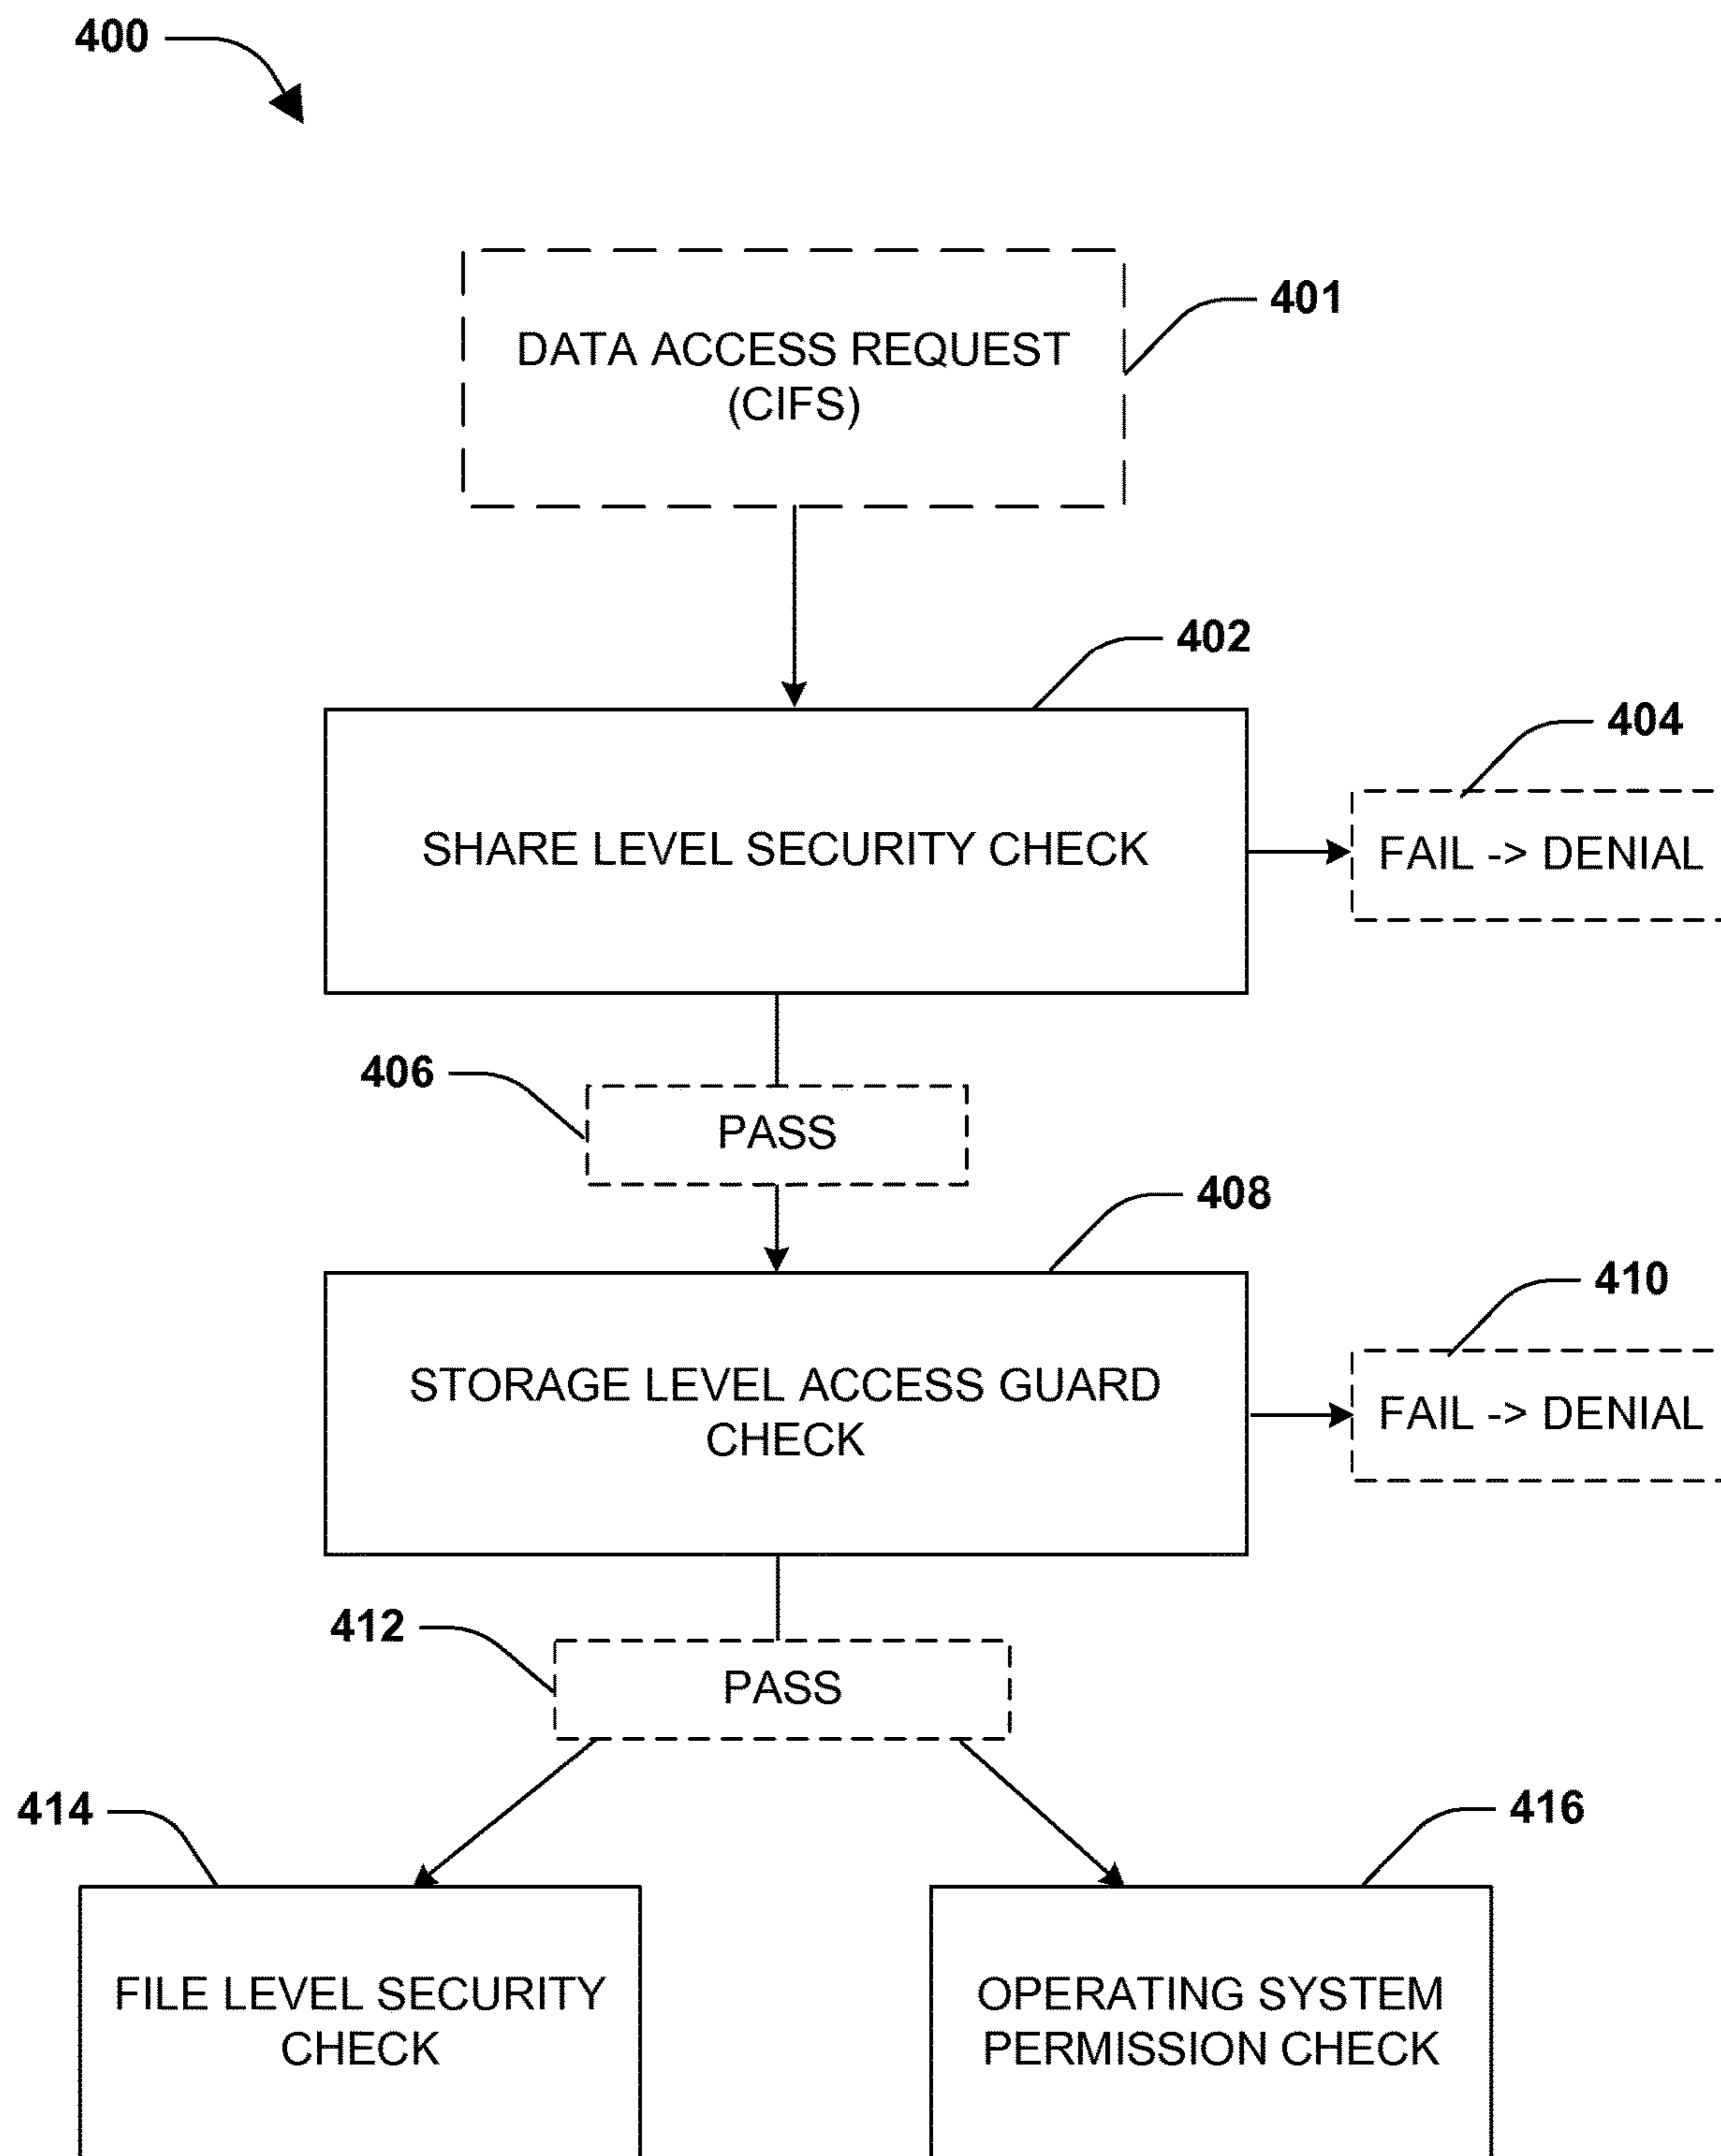 400
401
DATA ACCESS REQUEST
(CIFS)
402
404
SHARE LEVEL SECURITY CHECK
FAIL -> DENIAL
406
PASS
408
410
STORAGE LEVEL ACCESS GUARD
CHECK
FAIL -> DENIAL
412
PASS
414
416
FILE LEVEL SECURITY
CHECK
OPERATING SYSTEM
PERMISSION CHECK